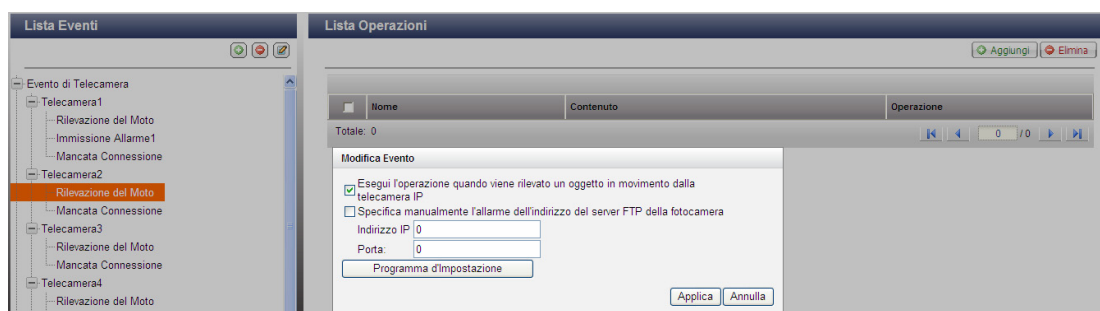 Lista Eventi
Evento di Telecamera
Telecamera1
Rilevazione del Moto
Immissione Allarme1
Mancata Connessione
Telecamera2
Rilevazione del Moto
Mancata Connessione
Telecamera3
Rilevazione del Moto
Mancata Connessione
Telecamera4
Rilevazione del Moto
Lista Operazioni
Aggiungi Elimina
Nome Contenuto Operazione
Totale: 0 0 / 0
Modifica Evento
Esegui l'operazione quando viene rilevato un oggetto in movimento dalla
telecamera IP
Specifica manualmente l'allarme dell'indirizzo del server FTP della fotocamera
Indirizzo IP 0
Porta: 0
Programma d'Impostazione
Applica Annulla